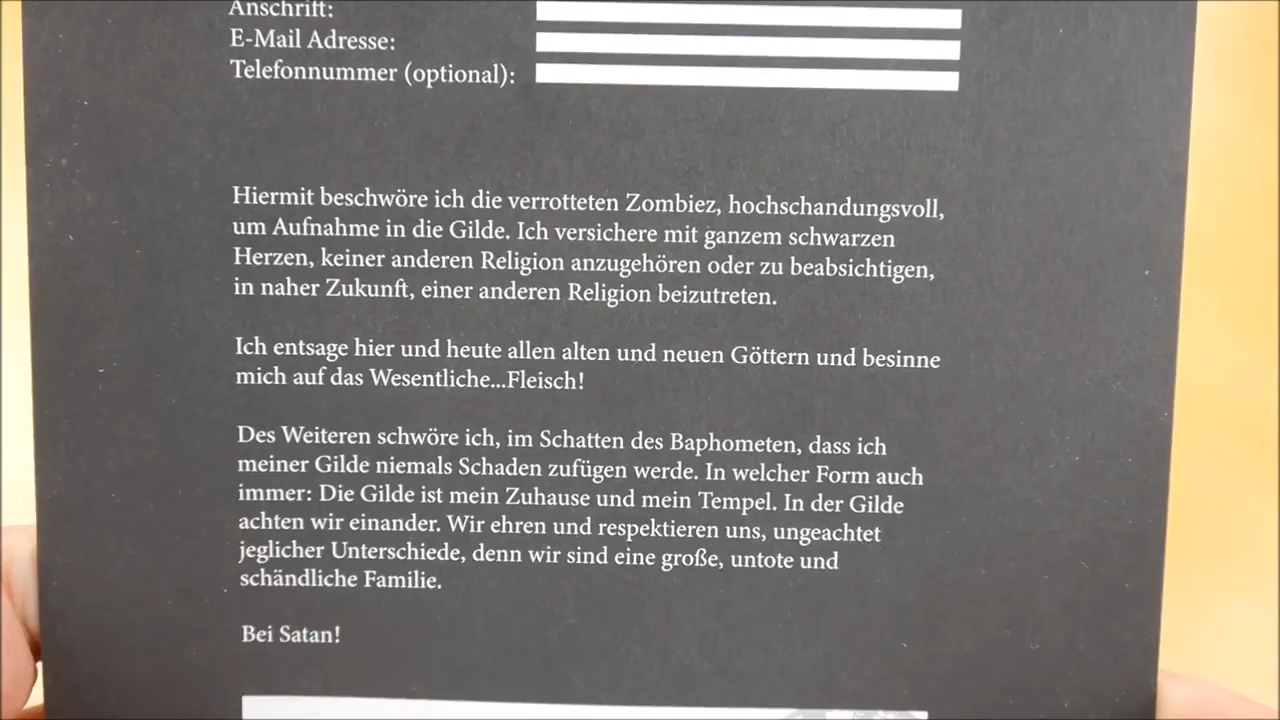 Anschrift:
E-Mail Adresse:
Telefonnummer (optional):
Hiermit beschwöre ich die verrotteten Zombiez, hochschandungsvoll,
um Aufnahme in die Gilde. Ich versichere mit ganzem schwarzen
Herzen, keiner anderen Religion anzugehören oder zu beabsichtigen,
in naher Zukunft, einer anderen Religion beizutreten.
Ich entsage hier und heute allen alten und neuen Göttern und besinne
mich auf das Wesentliche...Fleisch!
Des Weiteren schwöre ich, im Schatten des Baphometen, dass ich
meiner Gilde niemals Schaden zufügen werde. In welcher Form auch
immer: Die Gilde ist mein Zuhause und mein Tempel. In der Gilde
achten wir einander. Wir ehren und respektieren uns, ungeachtet
jeglicher Unterschiede, denn wir sind eine große, untote und
schändliche Familie.
Bei Satan!